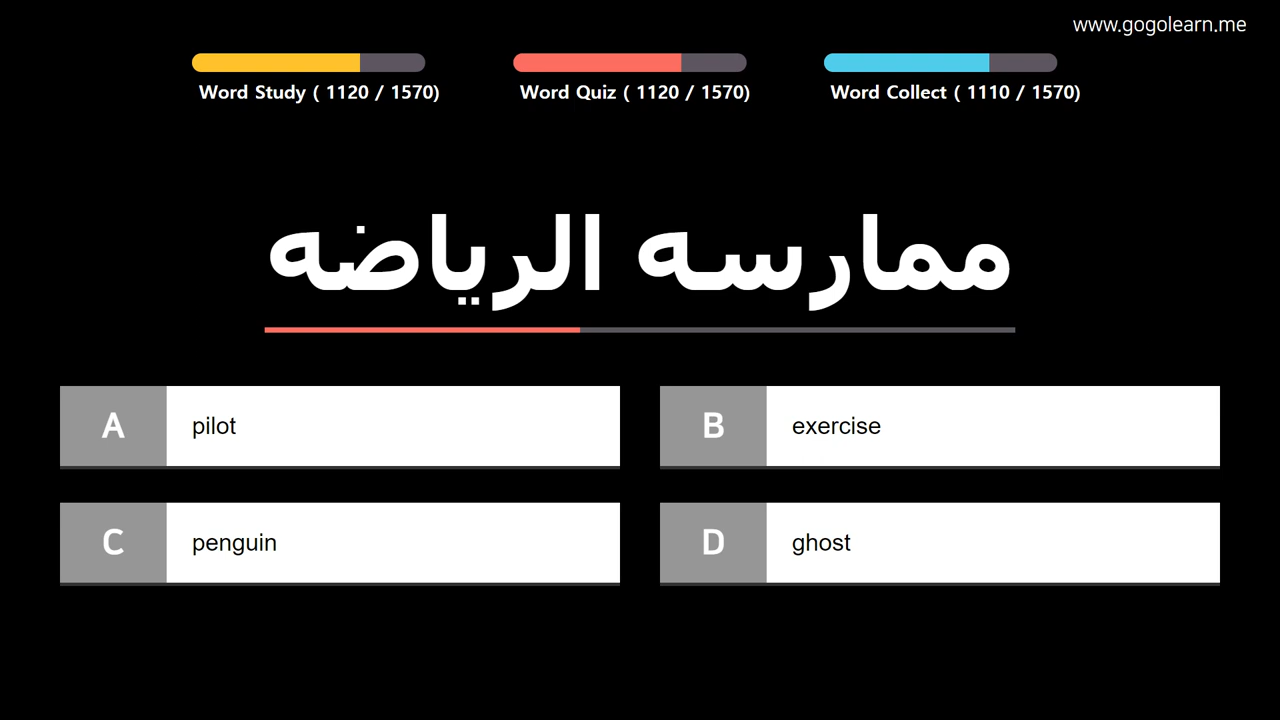 www.gogolearn.me
Word Study ( 1120 / 1570)
Word Quiz ( 1120 / 1570)
Word Collect ( 1110 / 1570)
ممارسه الرياضه
A pilot
B exercise
C penguin
D ghost